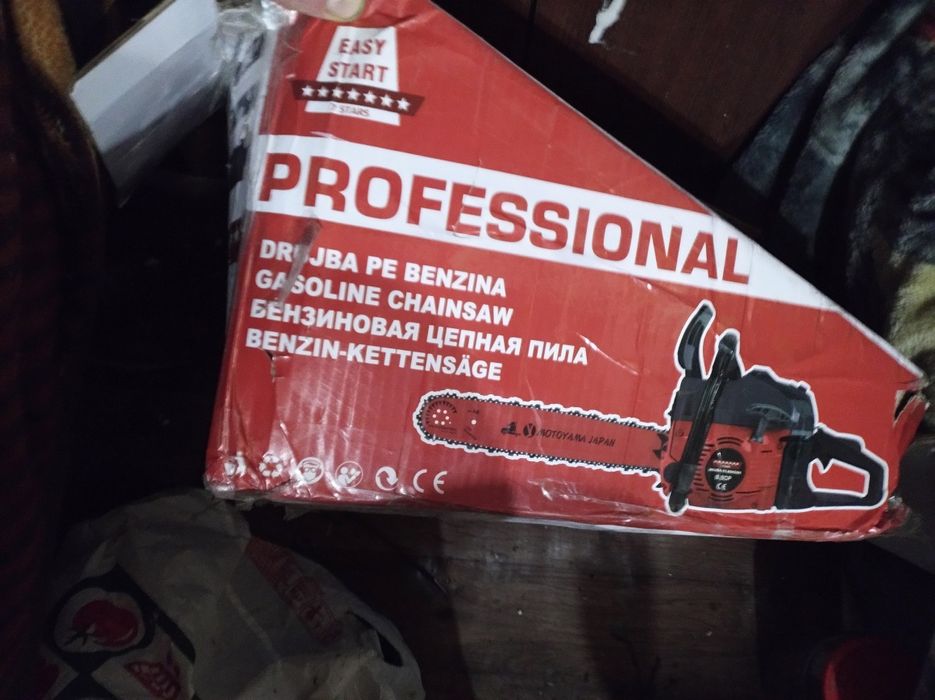 EASY
START
7 STARS
PROFESSIONAL
DRUJBA PE BENZINA
GASOLINE CHAINSAW
БЕНЗИНОВАЯ ЦЕПНАЯ ПИЛА
BENZIN-KETTENSÄGE
MOTOYAMA JAPAN
CE